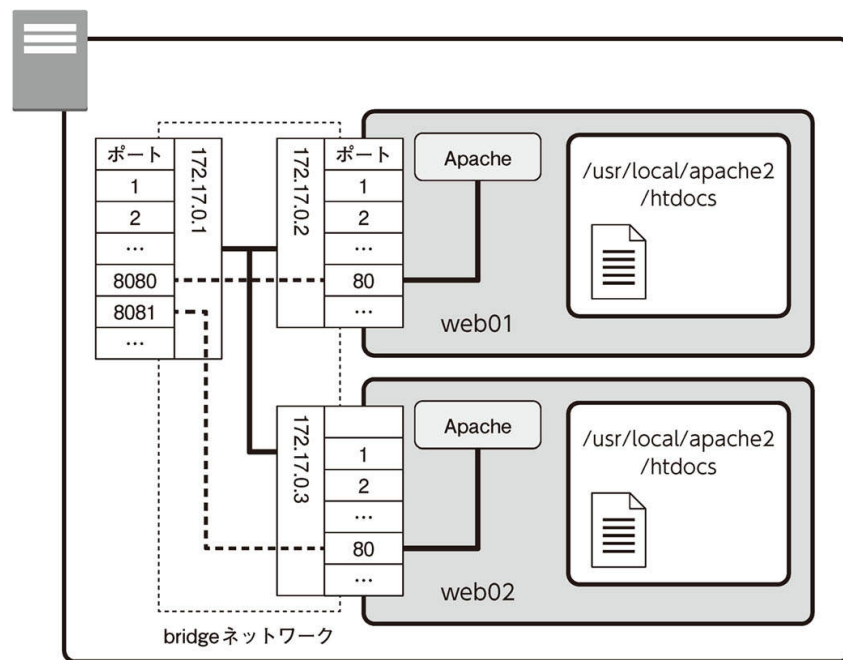 ポート
1
2
…
8080
8081
…
172.17.0.1
172.17.0.2
ポート
1
2
…
80
…
Apache
/usr/local/apache2
/htdocs
web01
172.17.0.3
1
2
…
80
…
Apache
/usr/local/apache2
/htdocs
web02
bridgeネットワーク